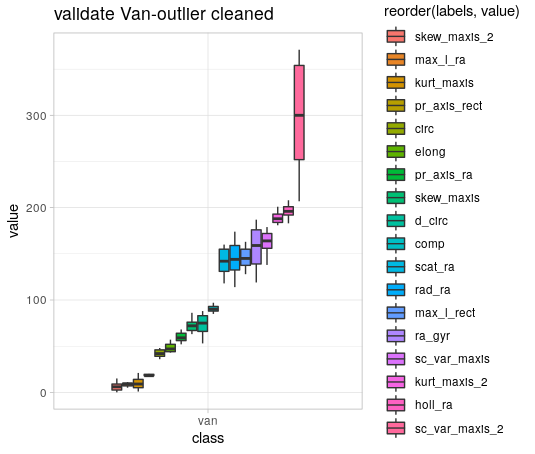 validate Van-outlier cleaned
value
300
200
100
0
van
class
reorder(labels, value)
skew_maxis_2
max_l_ra
kurt_maxis
pr_axis_rect
circ
elong
pr_axis_ra
skew_maxis
d_circ
comp
scat_ra
rad_ra
max_l_rect
ra_gyr
sc_var_maxis
kurt_maxis_2
holl_ra
sc_var_maxis_2